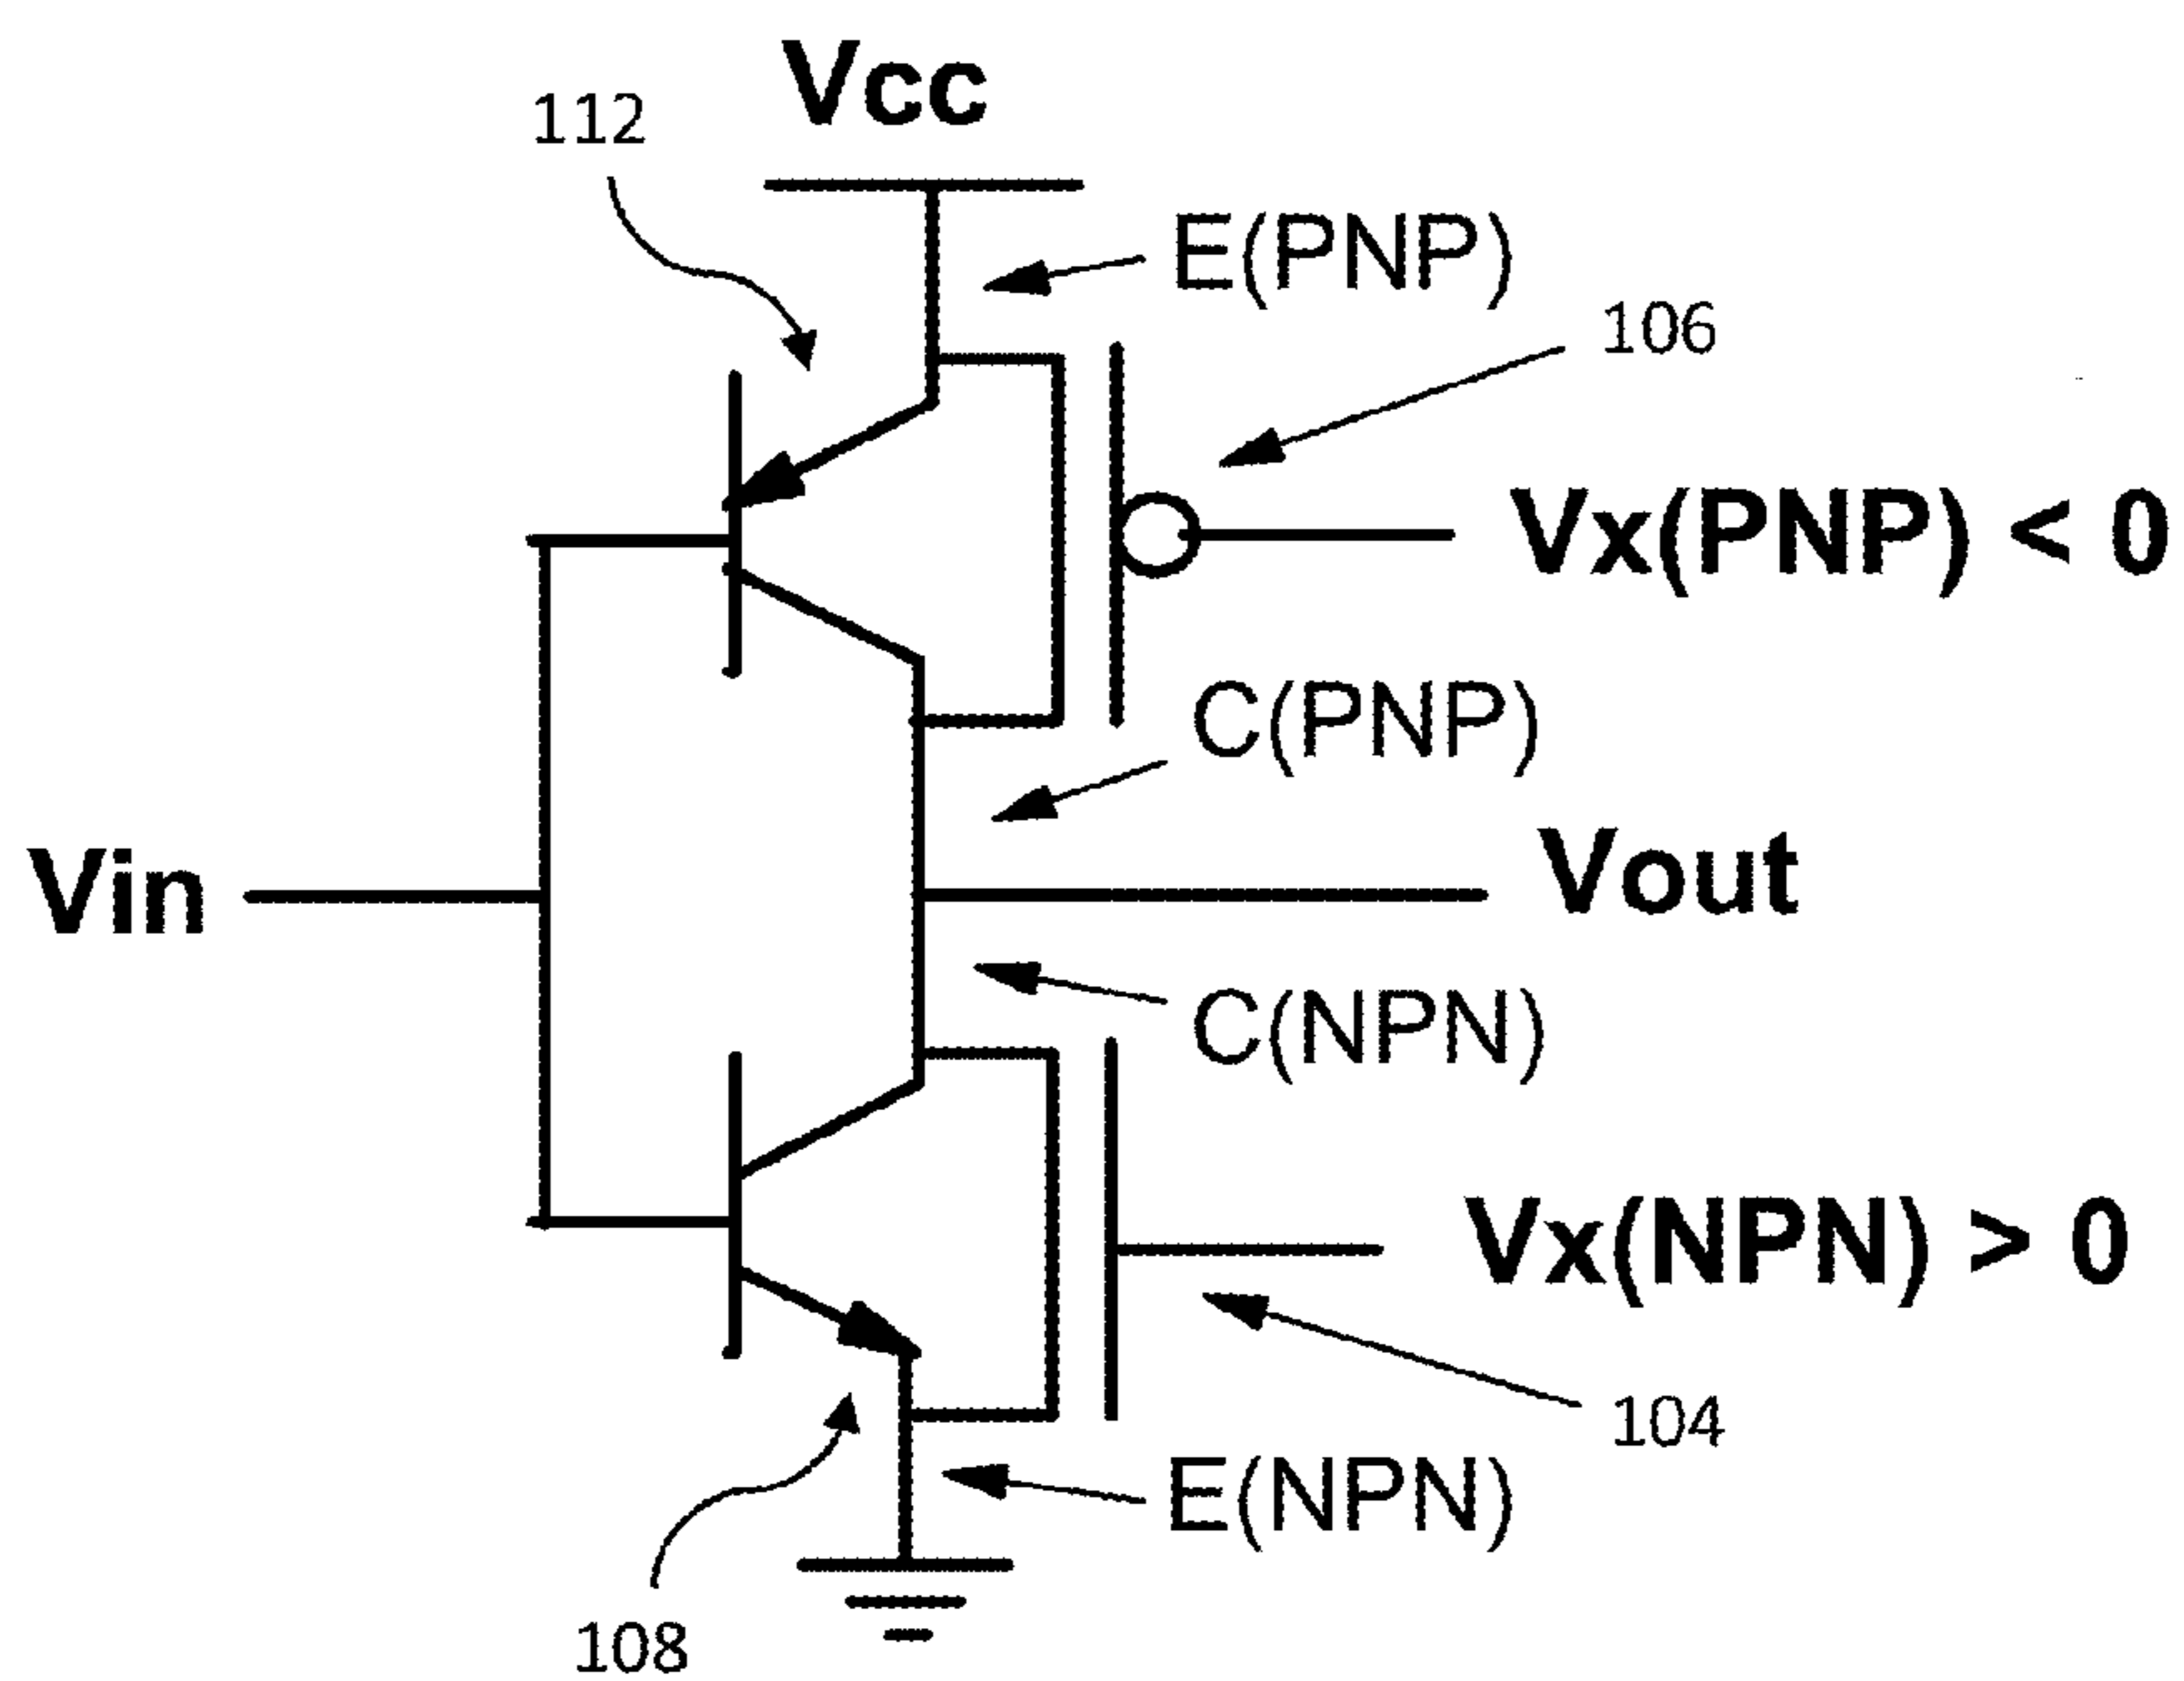 Vcc
112
E(PNP)
106
Vx(PNP) < 0
C(PNP)
Vin
Vout
C(NPN)
Vx(NPN) > 0
104
E(NPN)
108